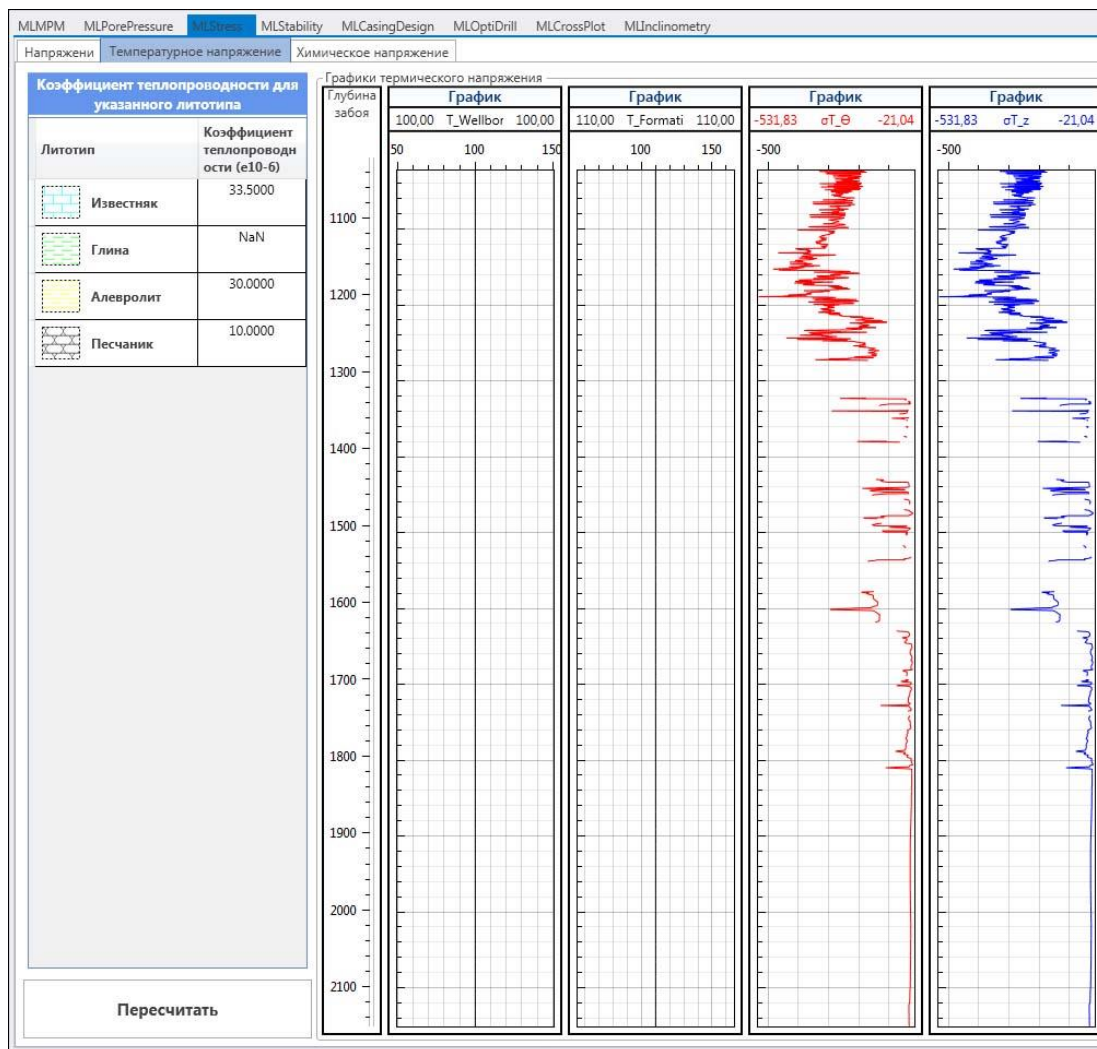 MLMPM MLPorePressure MLStress MLStability MLCasingDesign MLOptiDrill MLCrossPlot MLInclinometry
Напряжени Температурное напряжение Химическое напряжение
Коэффициент теплопроводности для
указанного литотипа
Литотип
Коэффициент
теплопроводн
ости (e10-6)
Известняк 33.5000
Глина NaN
Алевролит 30.0000
Песчаник 10.0000
Пересчитать
Графики термического напряжения
Глубина
забоя
1100
1200
1300
1400
1500
1600
1700
1800
1900
2000
2100
График
100,00 T_Wellbor 100,00
50 100 150
График
110,00 T_Formati 110,00
100 150
График
-531,83 σT_Θ -21,04
-500
График
-531,83 σT_z -21,04
-500